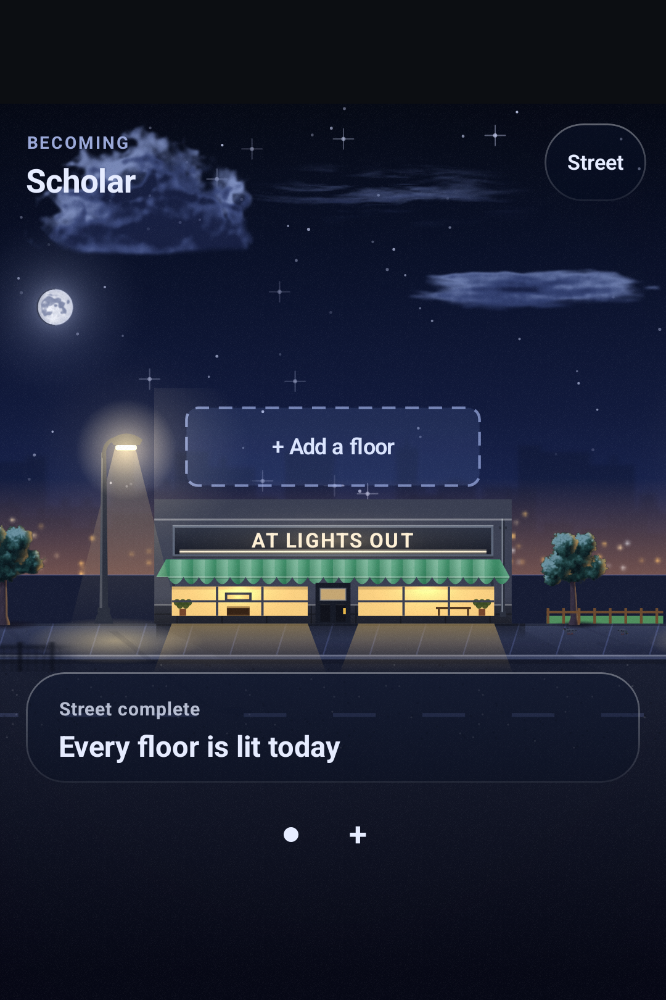 BECOMING
Scholar
Street
+ Add a floor
AT LIGHTS OUT
Street complete
Every floor is lit today
+